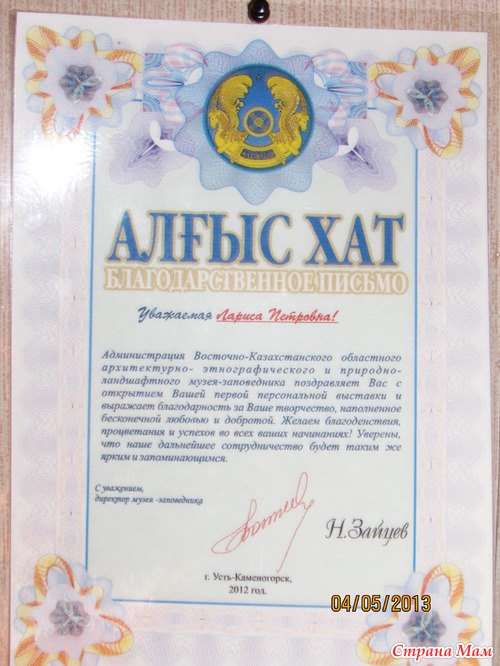 АЛҒЫС ХАТ
БЛАГОДАРСТВЕННОЕ ПИСЬМО
Уважаемая Лариса Петровна!
Администрация Восточно-Казахстанского областного
архитектурно- этнографического и природно-
ландшафтного музея-заповедника поздравляет Вас с
открытием Вашей первой персональной выставки и
выражает благодарность за Ваше творчество, наполненное
бесконечной любовью и добротой. Желаем благоденствия,
процветания и успехов во всех ваших начинаниях! Уверены,
что наше дальнейшее сотрудничество будет таким же
ярким и запоминающимся.
С уважением,
директор музея -заповедника
Н.Зайцев
г. Усть-Каменогорск,
2012 год.
04/05/2013
Страна Мам